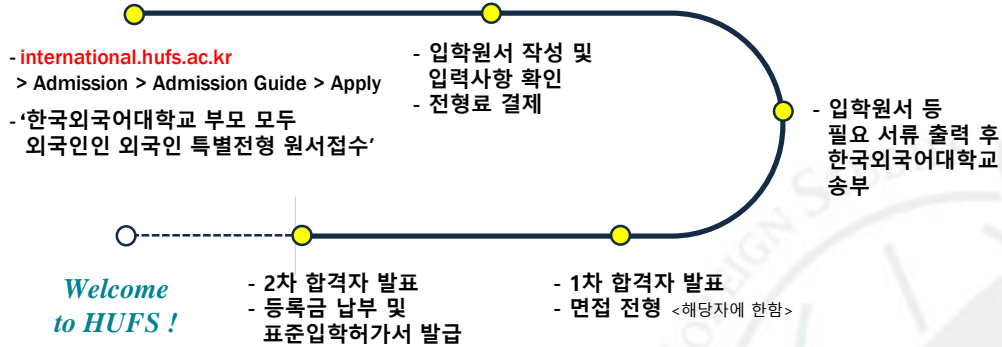 - international.hufs.ac.kr
> Admission > Admission Guide > Apply
- ‘한국외국어대학교 부모 모두
외국인인 외국인 특별전형 원서접수’
- 입학원서 작성 및
입력사항 확인
- 전형료 결제
- 입학원서 등
필요 서류 출력 후
한국외국어대학교
송부
- 1차 합격자 발표
- 면접 전형 <해당자에 한함>
- 2차 합격자 발표
- 등록금 납부 및
표준입학허가서 발급
Welcome
to HUFS !